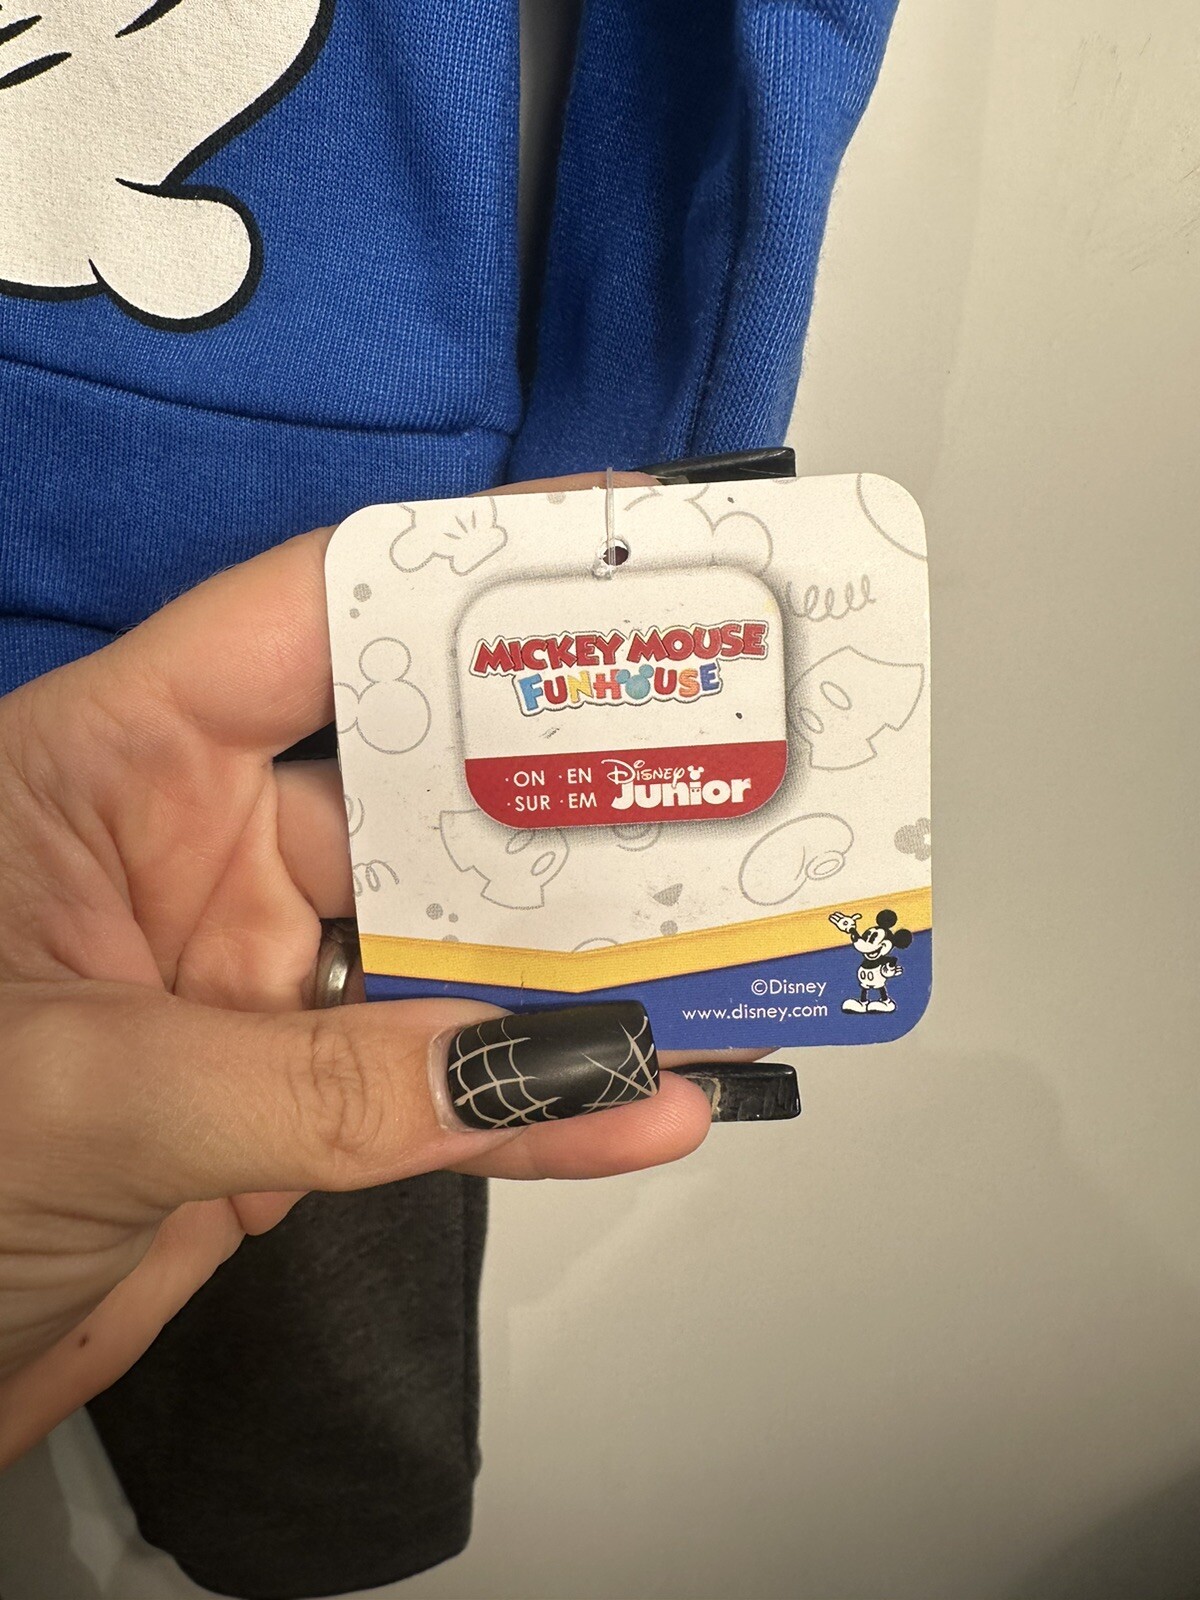 MICKEY MOUSE
FUNHOUSE
·ON ·EN Disney
·SUR ·EM Junior
©Disney
www.disney.com